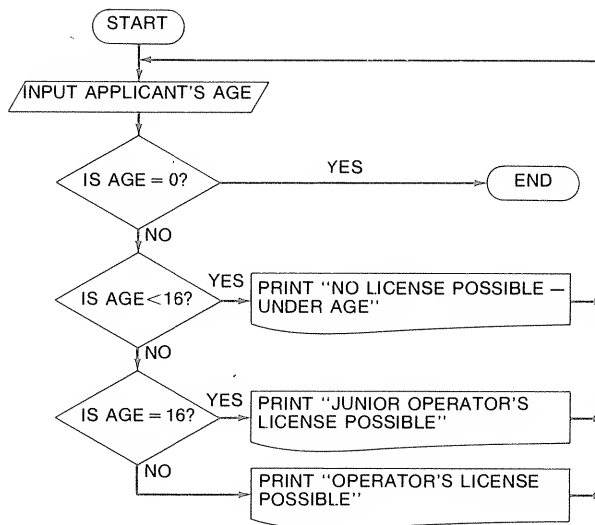 START
INPUT APPLICANT'S AGE
IS AGE = 0?
YES
END
NO
IS AGE < 16?
YES
PRINT "NO LICENSE POSSIBLE —
UNDER AGE"
NO
IS AGE = 16?
YES
PRINT "JUNIOR OPERATOR'S
LICENSE POSSIBLE"
NO
PRINT "OPERATOR'S LICENSE
POSSIBLE"